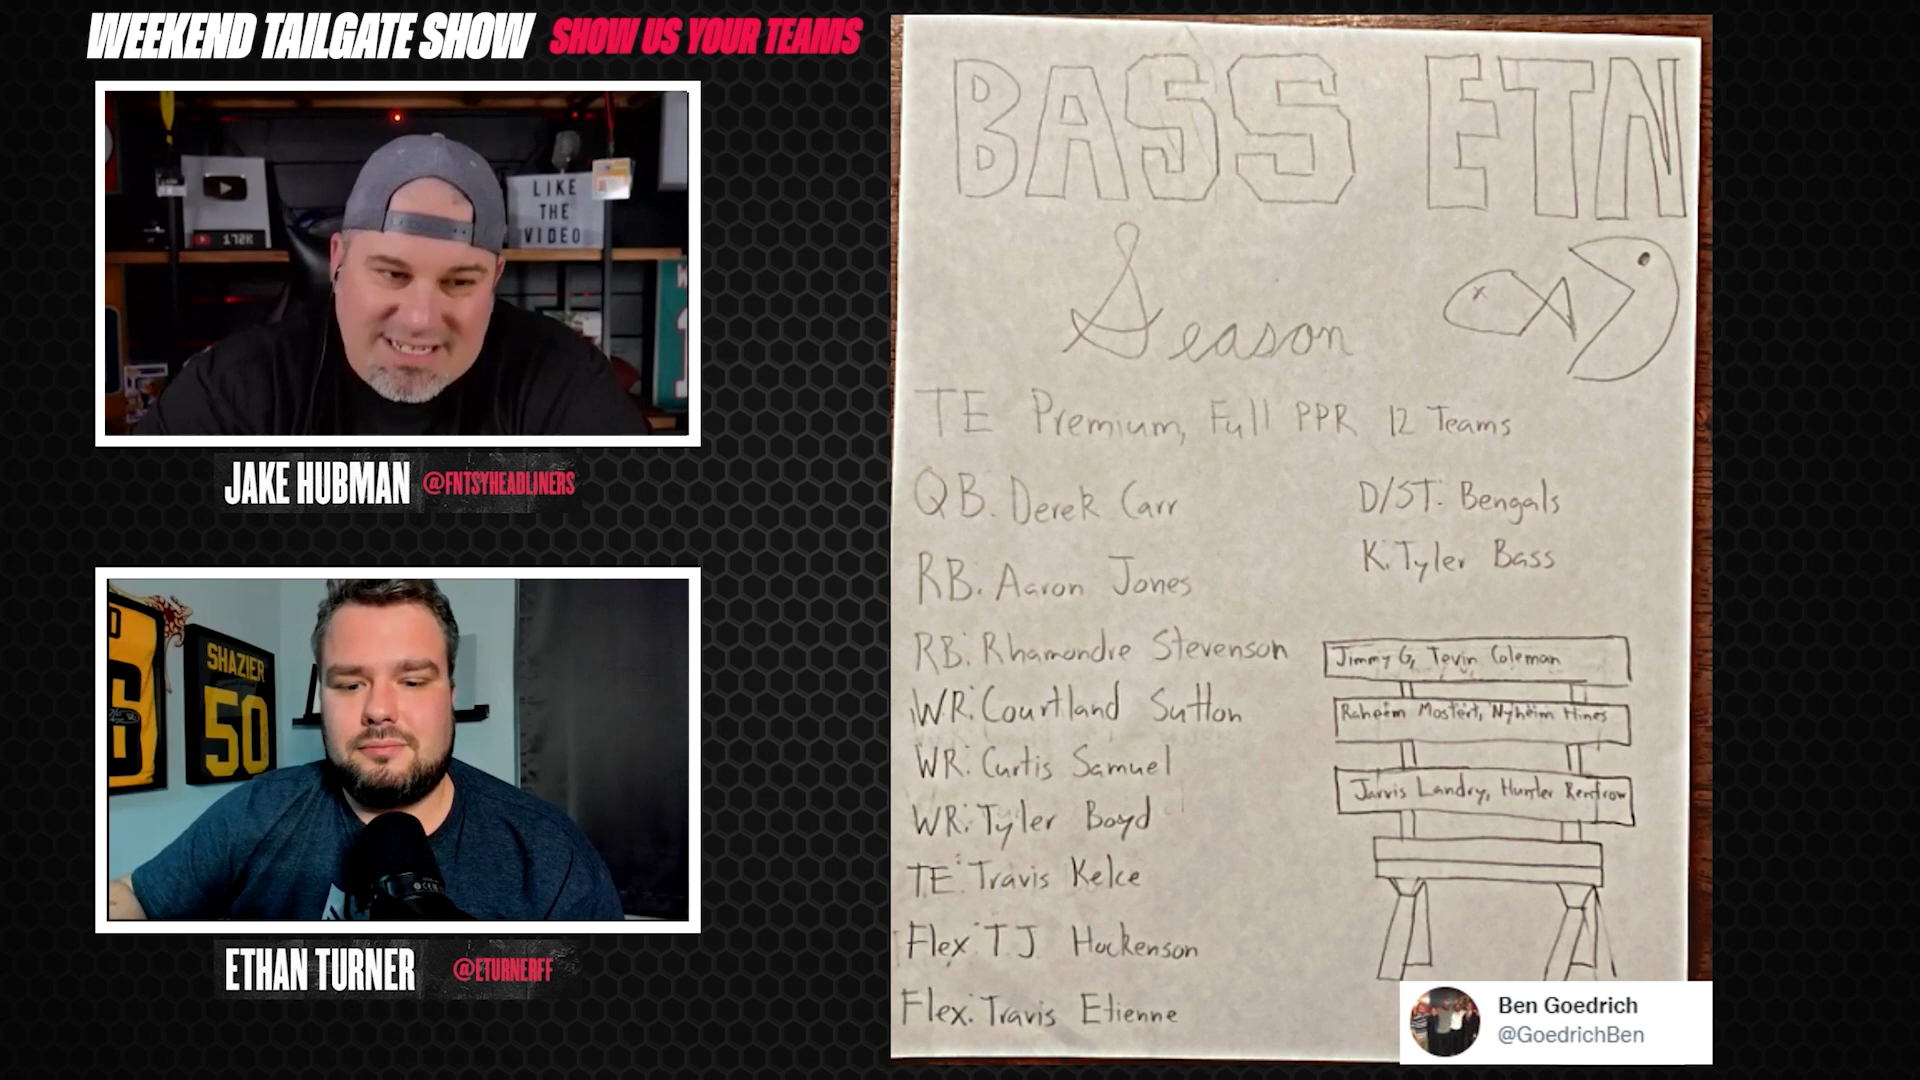 WEEKEND TAILGATE SHOW SHOW US YOUR TEAMS
LIKE
THE
VIDEO
172K
JAKE HUBMAN @FNTSYHEADLINERS
SHAZIER
50
ETHAN TURNER @ETURNERFF
BASS ETN
Season
TE Premium, Full PPR 12 Teams
QB. Derek Carr
RB: Aaron Jones
RB: Rhamondre Stevenson
WR: Courtland Sutton
WR: Curtis Samuel
WR: Tyler Boyd
TE: Travis Kelce
Flex: TJ Hockenson
Flex: Travis Etienne
D/ST: Bengals
K: Tyler Bass
Jimmy G, Tevin Coleman
Raheem Mostert, Nyheim Hines
Jarvis Landry, Hunter Renfrow
Ben Goedrich
@GoedrichBen